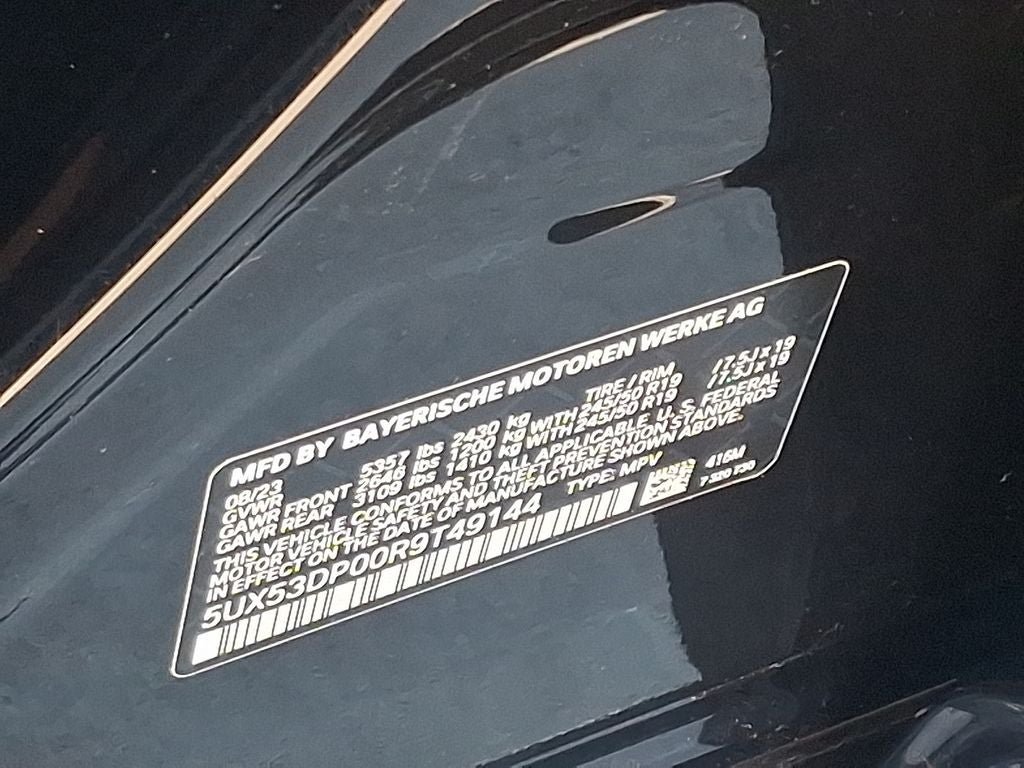 MFD BY BAYERISCHE MOTOREN WERKE AG
08/23 TIRE / RIM
GVWR 5357 lbs 2430 kg
GAWR FRONT 2646 lbs 1200 kg WITH 245/50 R19 / 7.5J x 19
GAWR REAR 3109 lbs 1410 kg WITH 245/50 R19 / 7.5J x 19
THIS VEHICLE CONFORMS TO ALL APPLICABLE U. S. FEDERAL
MOTOR VEHICLE SAFETY AND THEFT PREVENTION STANDARDS
IN EFFECT ON THE DATE OF MANUFACTURE SHOWN ABOVE.
5UX53DP00R9T49144 TYPE: MPV
416M